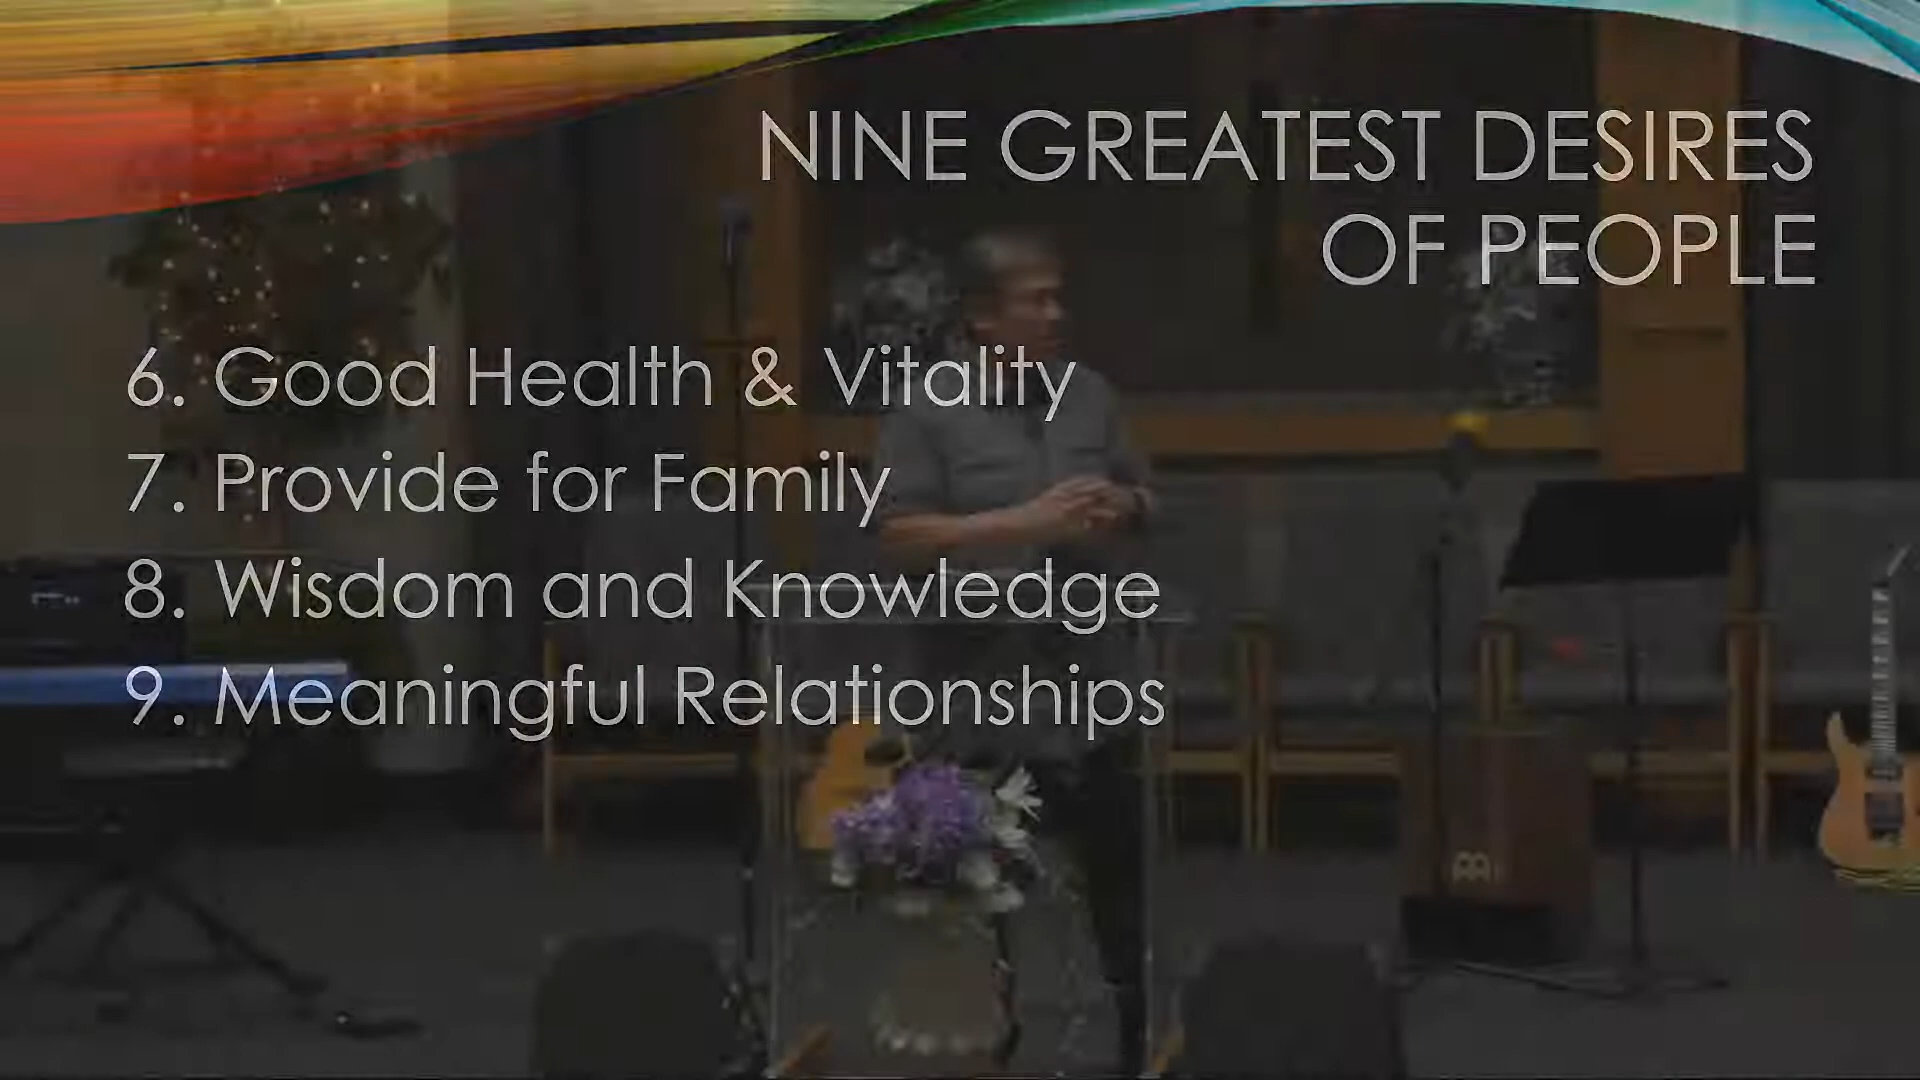 NINE GREATEST DESIRES
OF PEOPLE
6. Good Health & Vitality
7. Provide for Family
8. Wisdom and Knowledge
9. Meaningful Relationships